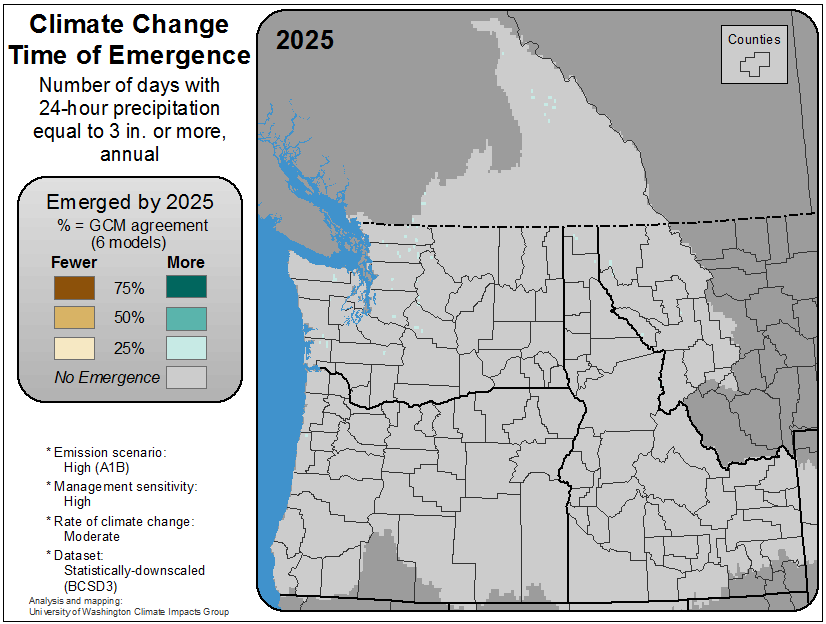 Climate Change
Time of Emergence
Number of days with
24-hour precipitation
equal to 3 in. or more,
annual
Emerged by 2025
% = GCM agreement
(6 models)
Fewer More
75%
50%
25%
No Emergence
* Emission scenario:
High (A1B)
* Management sensitivity:
High
* Rate of climate change:
Moderate
* Dataset:
Statistically-downscaled
(BCSD3)
Analysis and mapping:
University of Washington Climate Impacts Group
2025
Counties